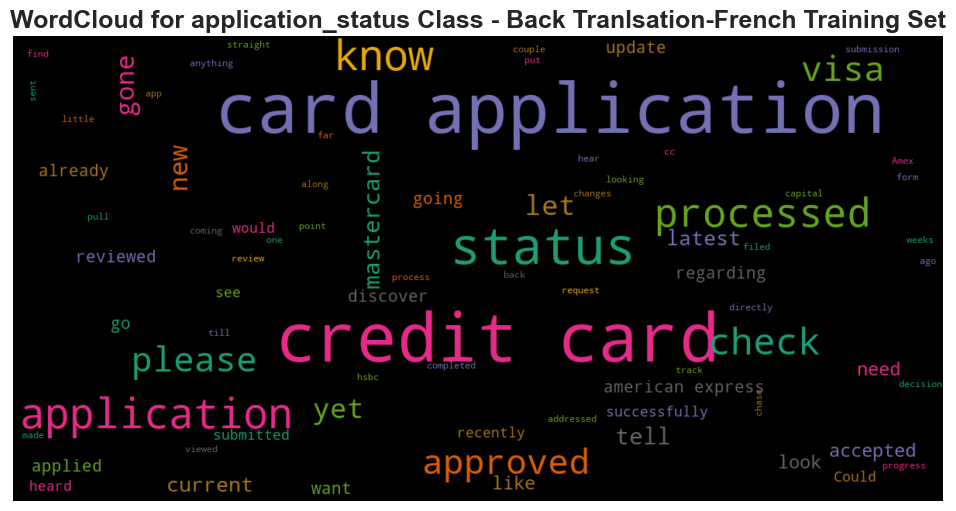 WordCloud for application_status Class - Back Tranlsation-French Training Set
straight
know
couple
update
submission
find
anything
put
visa
gone
sent
app
card application
little
far
new
mastercard
hear
cc
Amex
already
along
looking
form
going
changes
capital
let
processed
pull
coming
would
point
one
status
latest
filed
weeks
reviewed
review
back
regarding
ago
process
see
discover
request
directly
go
till
credit card
check
please
completed
hsbc
track
need
american express
decision
chase
application
yet
successfully
addressed
made
submitted
recently
tell
viewed
accepted
applied
approved
look
progress
Could
heard
current
want
like